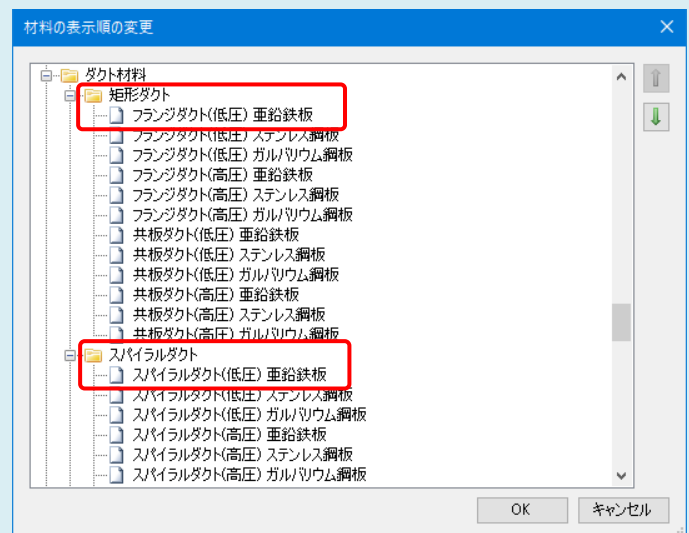 材料の表示順の変更
ダクト材料
矩形ダクト
フランジダクト(低圧) 亜鉛鉄板
フランジダクト(低圧) ステンレス鋼板
フランジダクト(低圧) ガルバリウム鋼板
フランジダクト(高圧) 亜鉛鉄板
フランジダクト(高圧) ステンレス鋼板
フランジダクト(高圧) ガルバリウム鋼板
共板ダクト(低圧) 亜鉛鉄板
共板ダクト(低圧) ステンレス鋼板
共板ダクト(低圧) ガルバリウム鋼板
共板ダクト(高圧) 亜鉛鉄板
共板ダクト(高圧) ステンレス鋼板
共板ダクト(高圧) ガルバリウム鋼板
スパイラルダクト
スパイラルダクト(低圧) 亜鉛鉄板
スパイラルダクト(低圧) ステンレス鋼板
スパイラルダクト(低圧) ガルバリウム鋼板
スパイラルダクト(高圧) 亜鉛鉄板
スパイラルダクト(高圧) ステンレス鋼板
スパイラルダクト(高圧) ガルバリウム鋼板
OK キャンセル